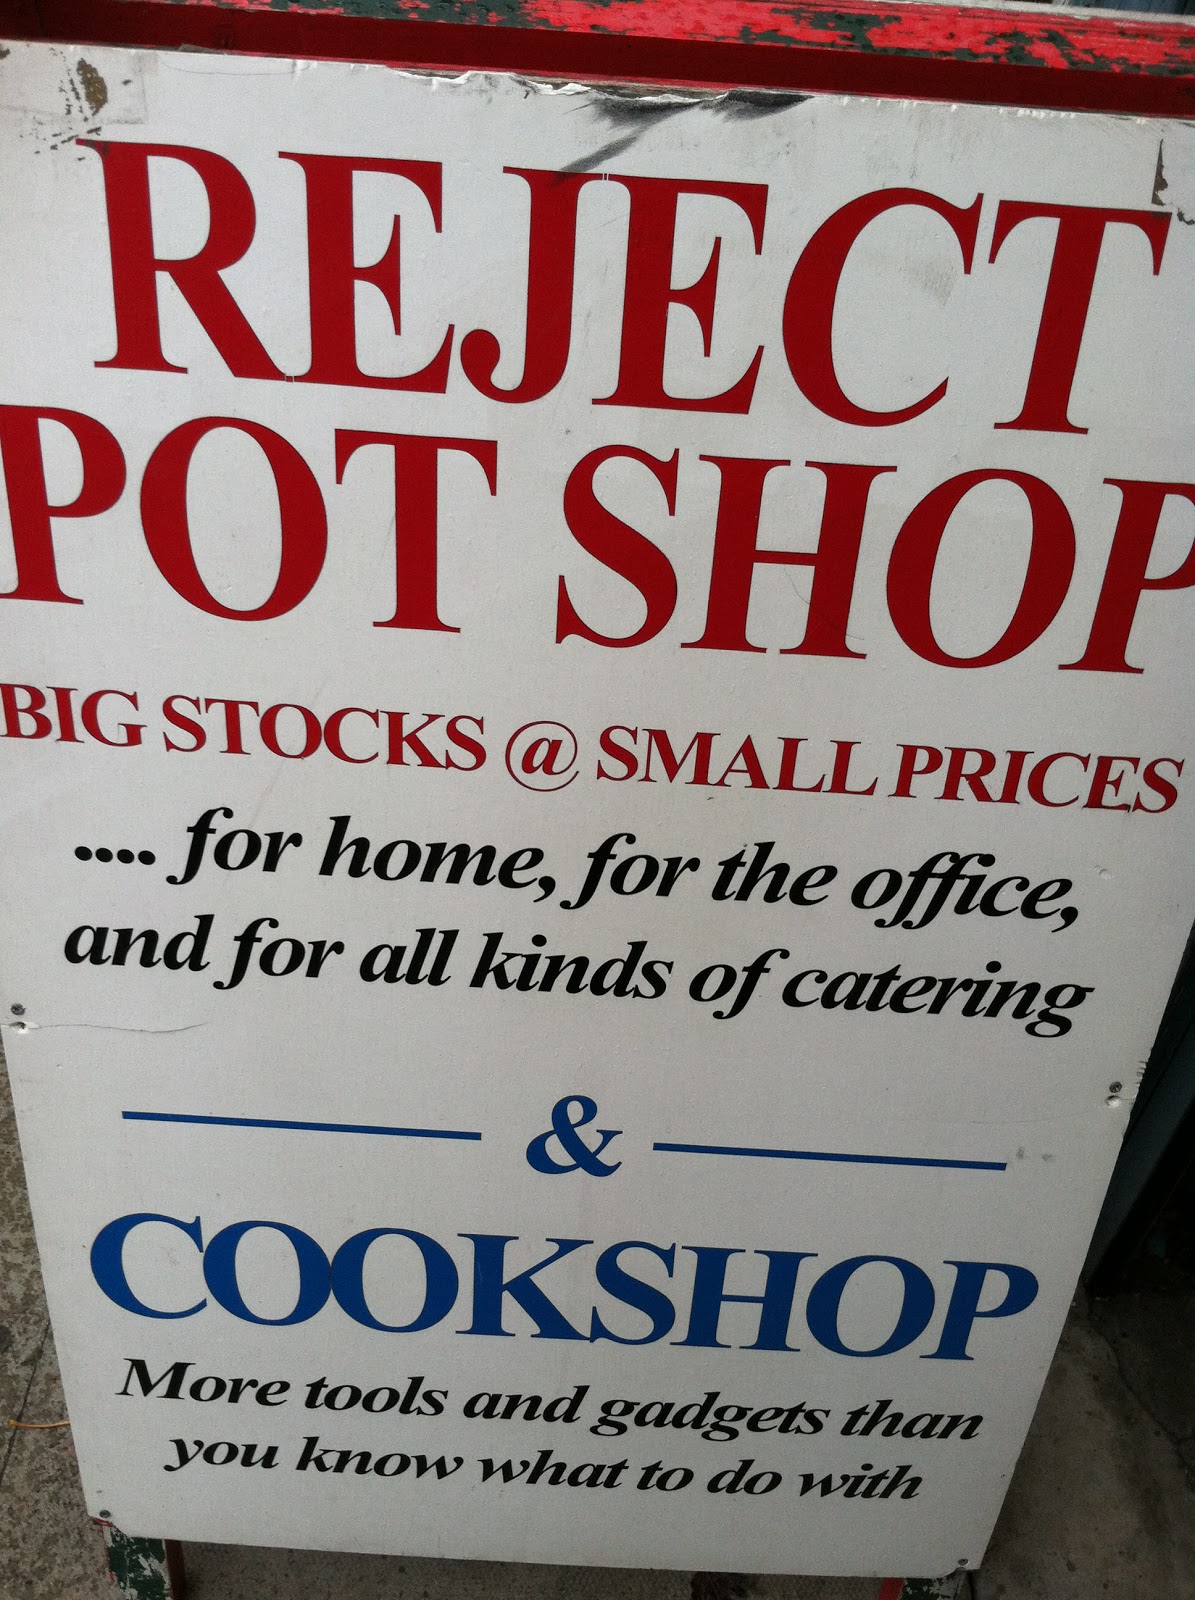 REJECT
POT SHOP
BIG STOCKS @ SMALL PRICES
.... for home, for the office,
and for all kinds of catering
&
COOKSHOP
More tools and gadgets than
you know what to do with